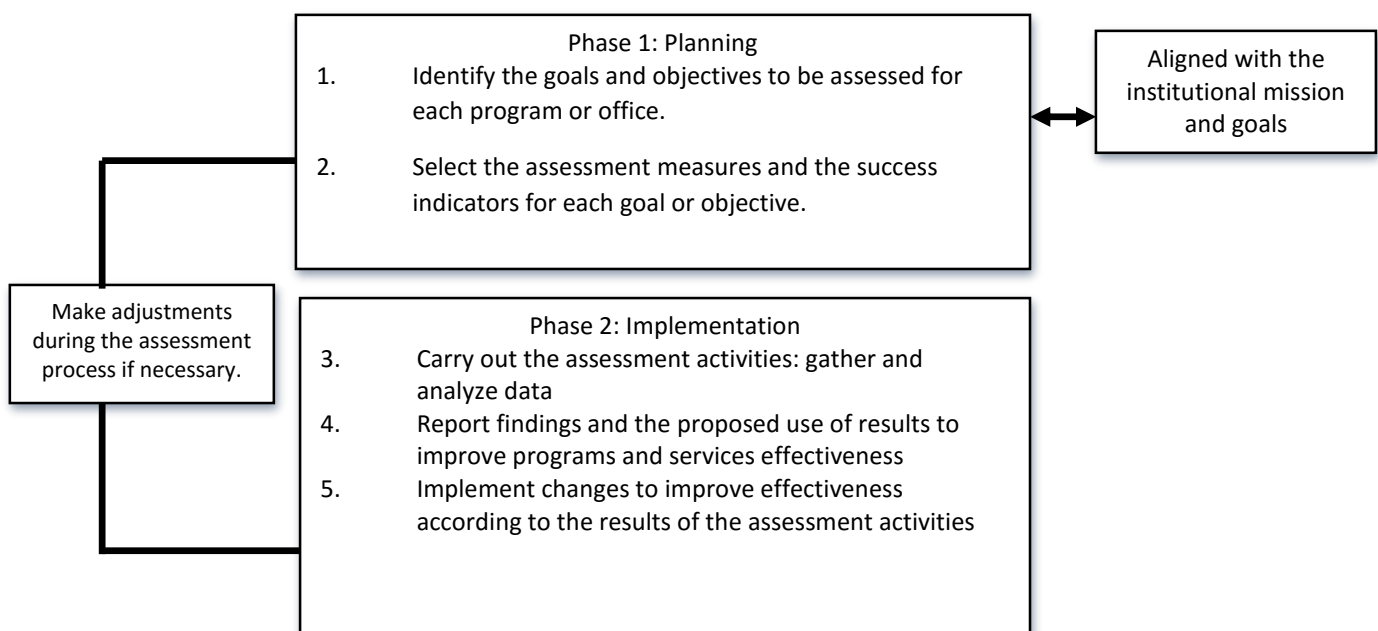 Phase 1: Planning
1. Identify the goals and objectives to be assessed for
each program or office.
2. Select the assessment measures and the success
indicators for each goal or objective.
Aligned with the
institutional mission
and goals
Make adjustments
during the assessment
process if necessary.
Phase 2: Implementation
3. Carry out the assessment activities: gather and
analyze data
4. Report findings and the proposed use of results to
improve programs and services effectiveness
5. Implement changes to improve effectiveness
according to the results of the assessment activities